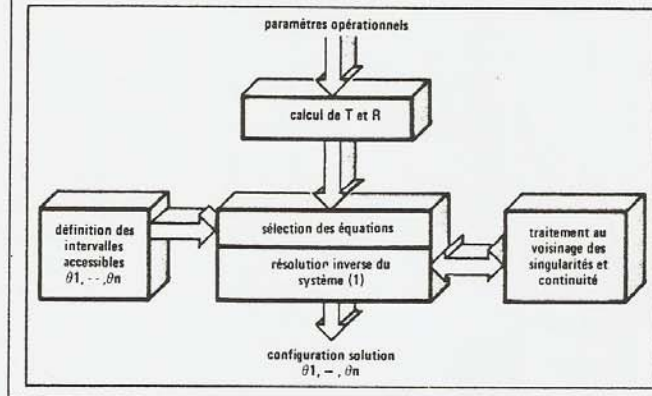 paramètres opérationnels
calcul de T et R
définition des
intervalles
accessibles
θ1, - - ,θn
sélection des équations
résolution inverse du
système (1)
traitement au
voisinage des
singularités et
continuité
configuration solution
θ1, – , θn